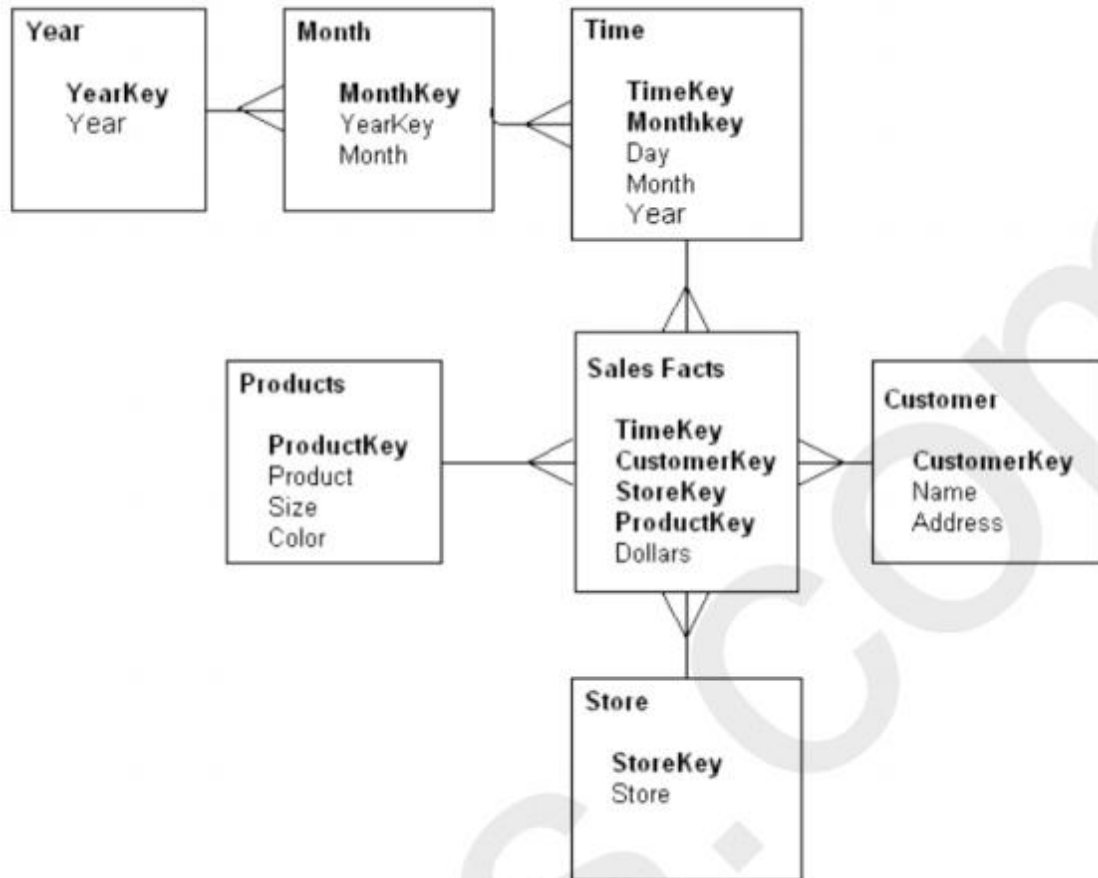 Year
YearKey
Year
Month
MonthKey
YearKey
Month
Time
TimeKey
Monthkey
Day
Month
Year
Products
ProductKey
Product
Size
Color
Sales Facts
TimeKey
CustomerKey
StoreKey
ProductKey
Dollars
Customer
CustomerKey
Name
Address
Store
StoreKey
Store
s.com